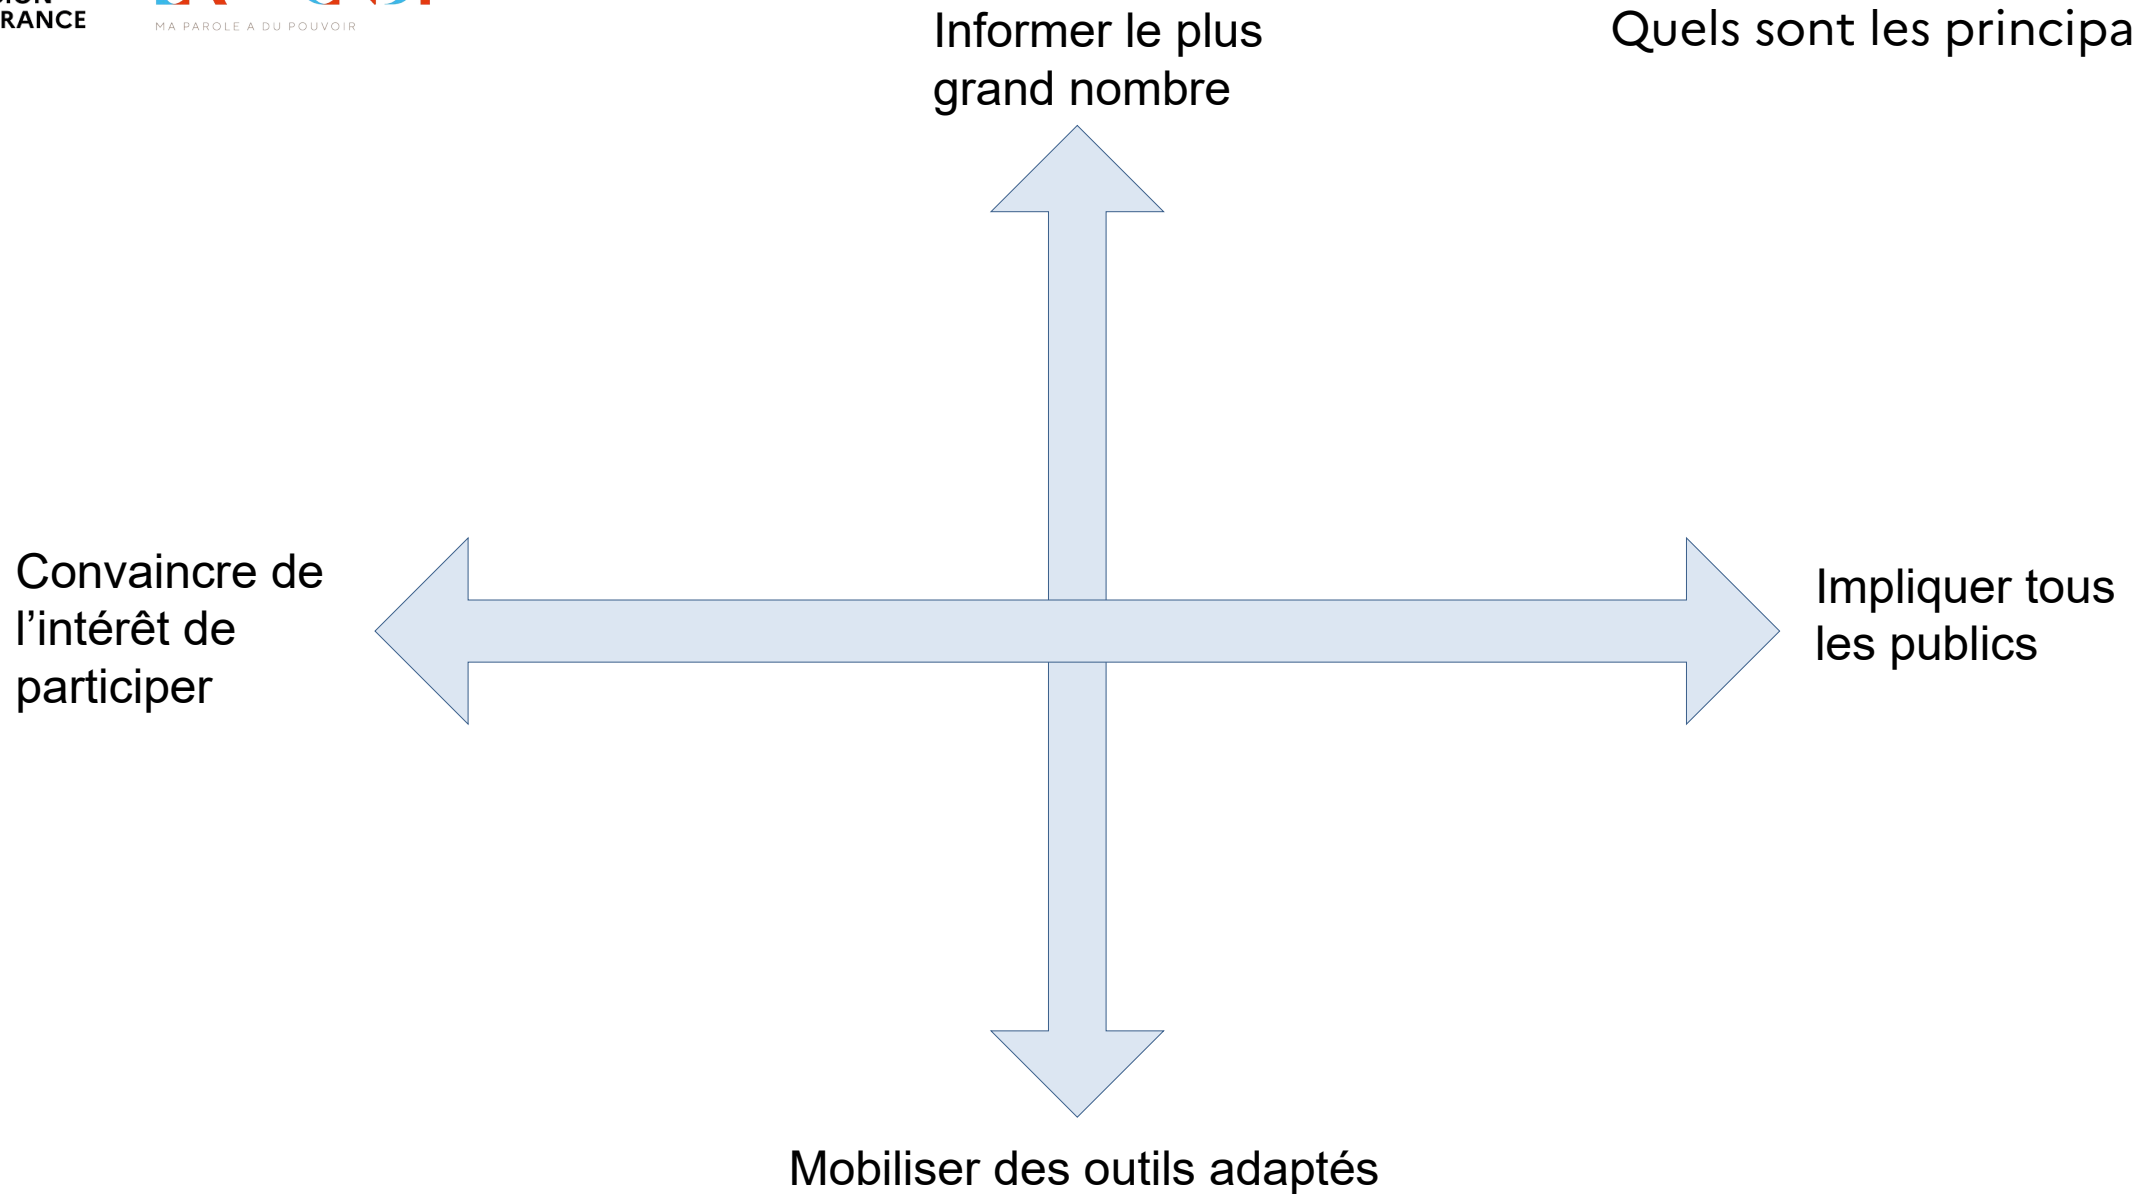 RANCE
MA PAROLE A DU POUVOIR
Informer le plus
grand nombre
Quels sont les principa
Convaincre de
l’intérêt de
participer
Impliquer tous
les publics
Mobiliser des outils adaptés